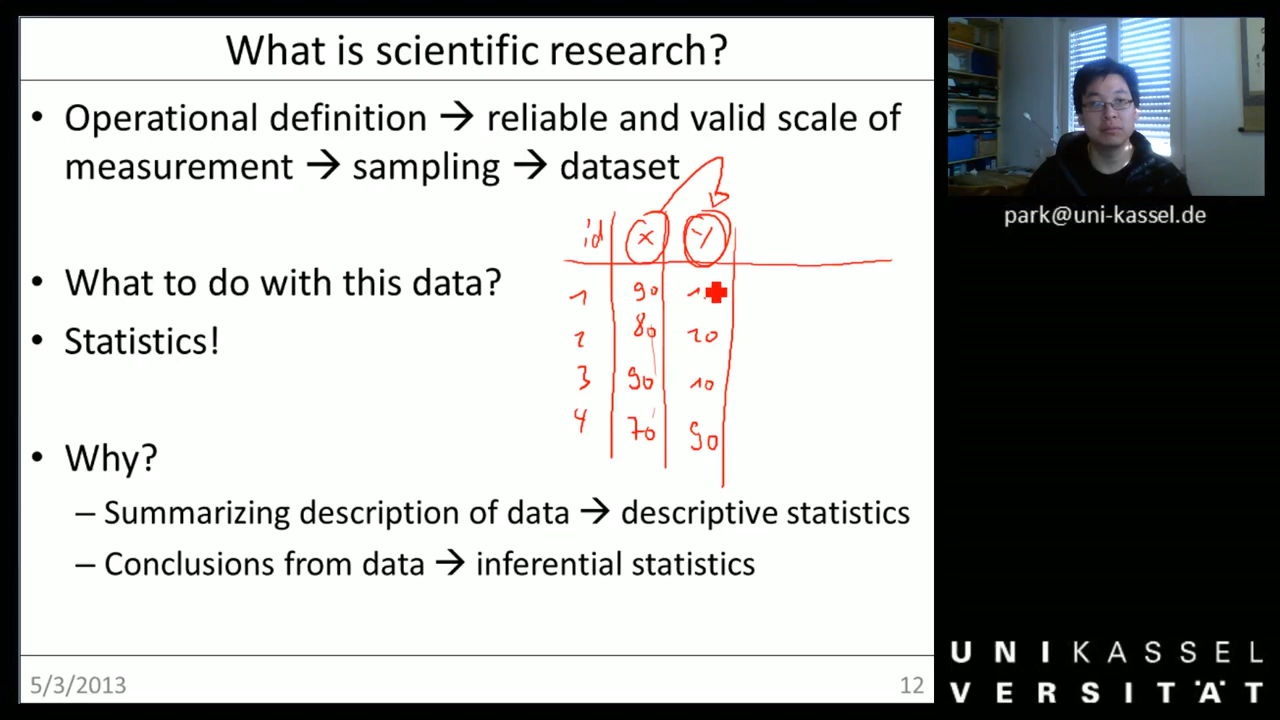 What is scientific research?
• Operational definition → reliable and valid scale of
measurement → sampling → dataset
id X Y
• What to do with this data?
1 90
• Statistics!
2 80 20
3 90 10
4 70 90
• Why?
– Summarizing description of data → descriptive statistics
– Conclusions from data → inferential statistics
5/3/2013
12
park@uni-kassel.de
UNIKASSEL
VERSITÄT